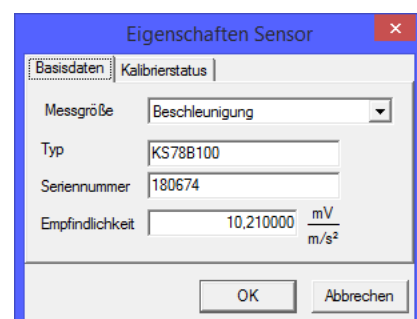 Eigenschaften Sensor
Basisdaten Kalibrierstatus
Messgröße Beschleunigung
Typ KS78B100
Seriennummer 180674
Empfindlichkeit 10,210000 mV
m/s²
OK Abbrechen